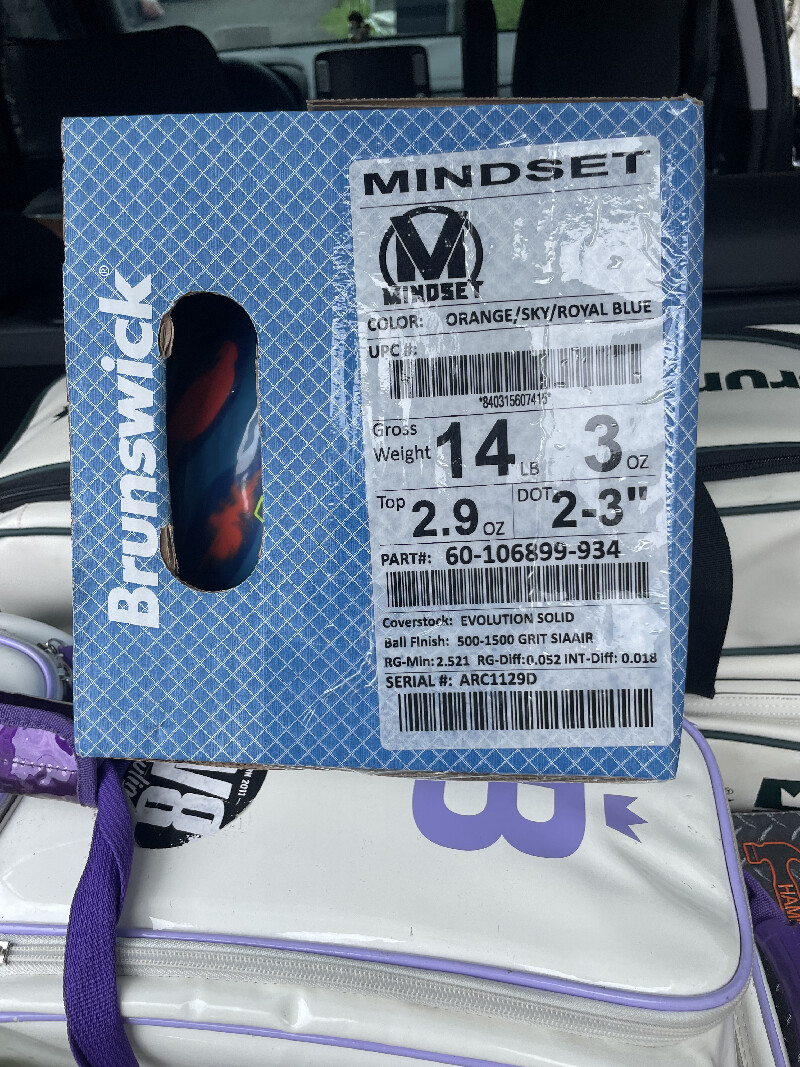 MINDSET
MINDSET
COLOR: ORANGE/SKY/ROYAL BLUE
UPC #:
*840315607415*
Gross Weight 14 LB 3 OZ
Top 2.9 OZ DOT 2-3"
PART#: 60-106899-934
Coverstock: EVOLUTION SOLID
Ball Finish: 500-1500 GRIT SIAAIR
RG-Min: 2.521 RG-Diff: 0.052 INT-Diff: 0.018
SERIAL #: ARC1129D
Brunswick®
B
HAM